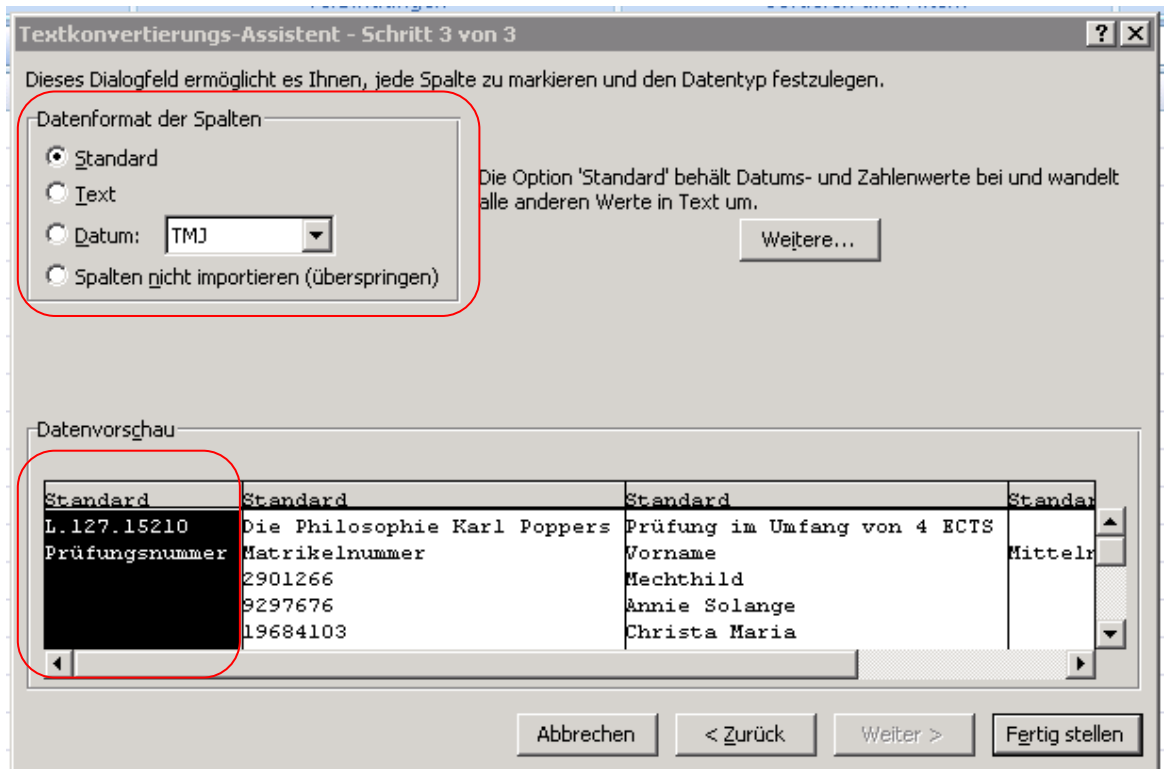 Textkonvertierungs-Assistent - Schritt 3 von 3
Dieses Dialogfeld ermöglicht es Ihnen, jede Spalte zu markieren und den Datentyp festzulegen.
Datenformat der Spalten
Standard
Text
Datum: TMJ
Spalten nicht importieren (überspringen)
Die Option 'Standard' behält Datums- und Zahlenwerte bei und wandelt
alle anderen Werte in Text um.
Weitere...
Datenvorschau
Standard Standard Standard Standar
L.127.15210 Die Philosophie Karl Poppers Prüfung im Umfang von 4 ECTS
Prüfungsnummer Matrikelnummer Vorname Mitteln
2901266 Mechthild
9297676 Annie Solange
19684103 Christa Maria
Abbrechen < Zurück Weiter > Fertig stellen